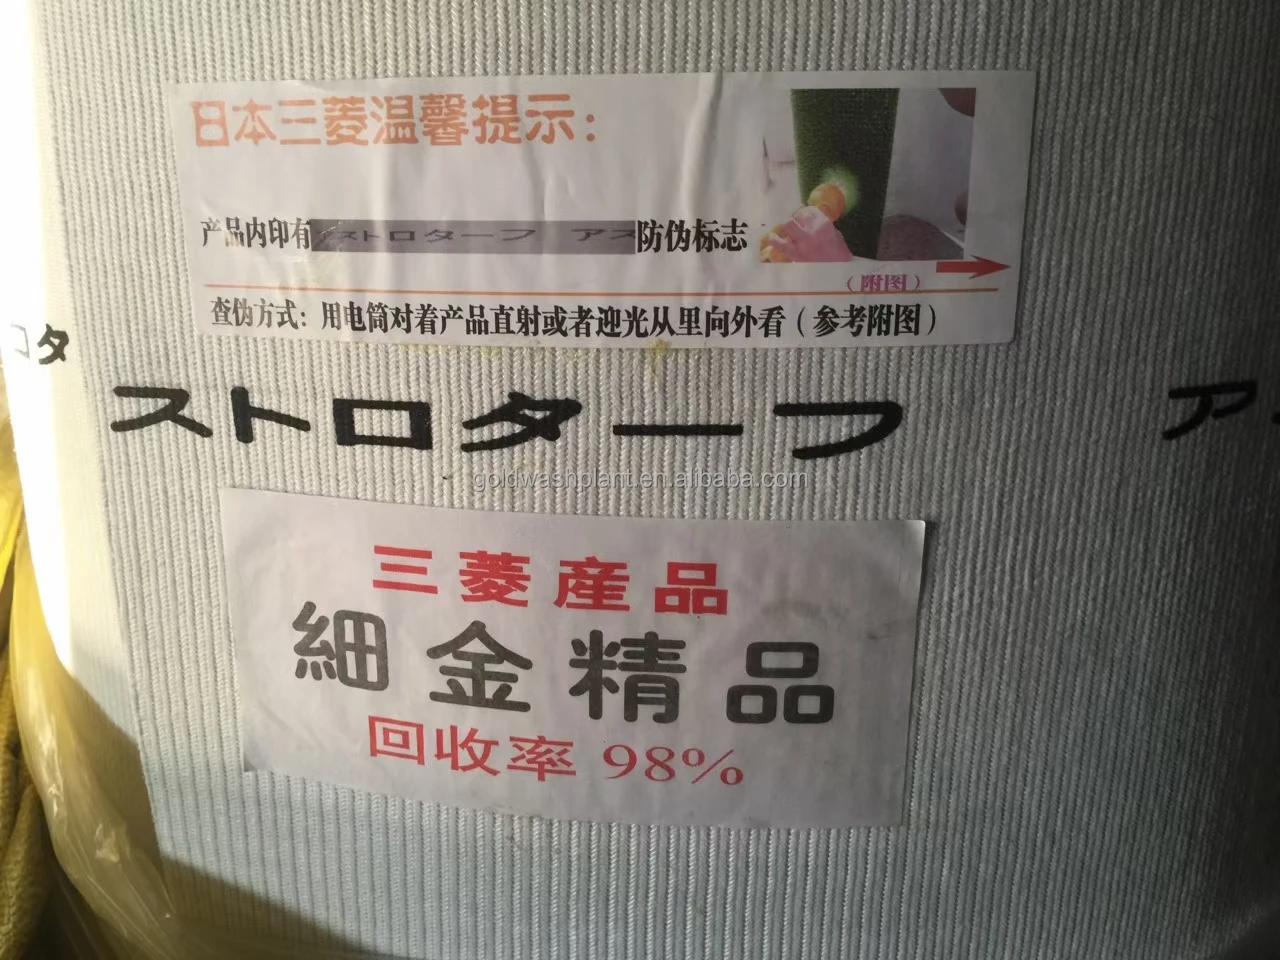 日本三菱温馨提示：
产品内印有 ストロターフ アス 防伪标志
（附图）
查伪方式：用电筒对着产品直射或者迎光从里向外看（参考附图）
ロタ
ストロターフ ア
goldwashplant.en.alibaba.com
三菱産品
細金精品
回收率 98%